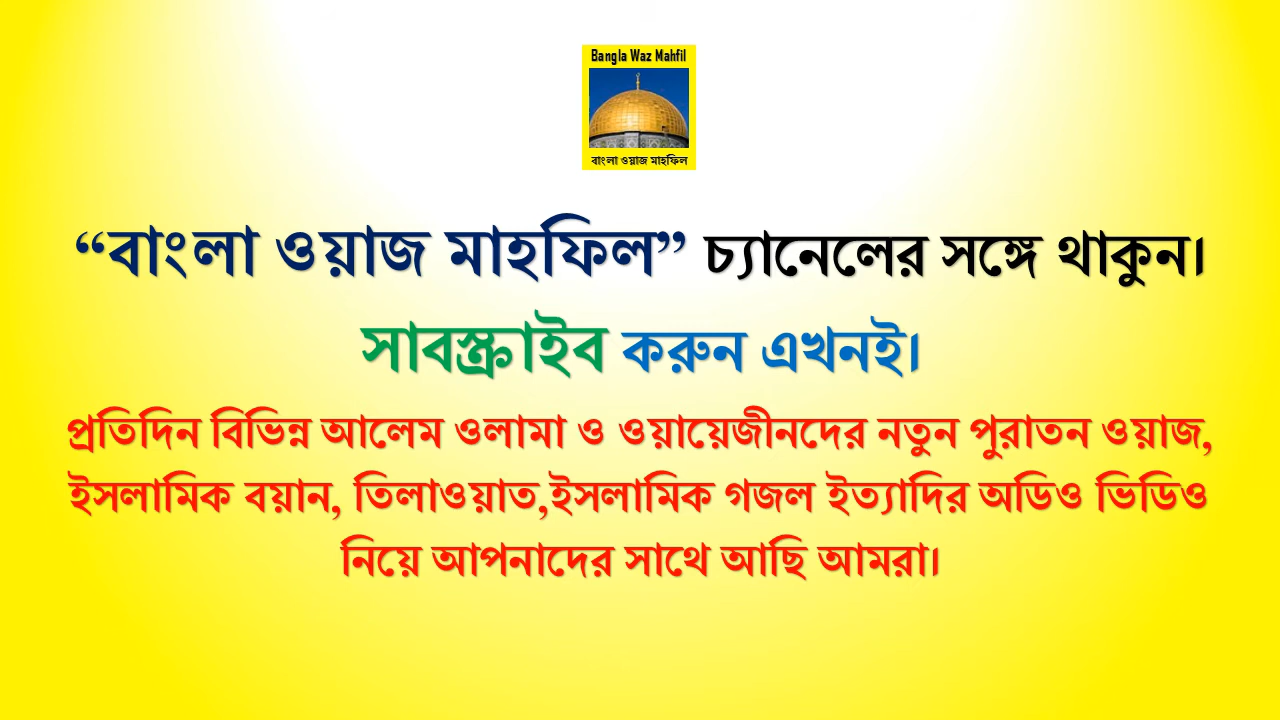 Bangla Waz Mahfil
বাংলা ওয়াজ মাহফিল
“বাংলা ওয়াজ মাহফিল” চ্যানেলের সঙ্গে থাকুন।
সাবস্ক্রাইব করুন এখনই।
প্রতিদিন বিভিন্ন আলেম ওলামা ও ওয়ায়েজীনদের নতুন পুরাতন ওয়াজ,
ইসলামিক বয়ান, তিলাওয়াত,ইসলামিক গজল ইত্যাদির অডিও ভিডিও
নিয়ে আপনাদের সাথে আছি আমরা।